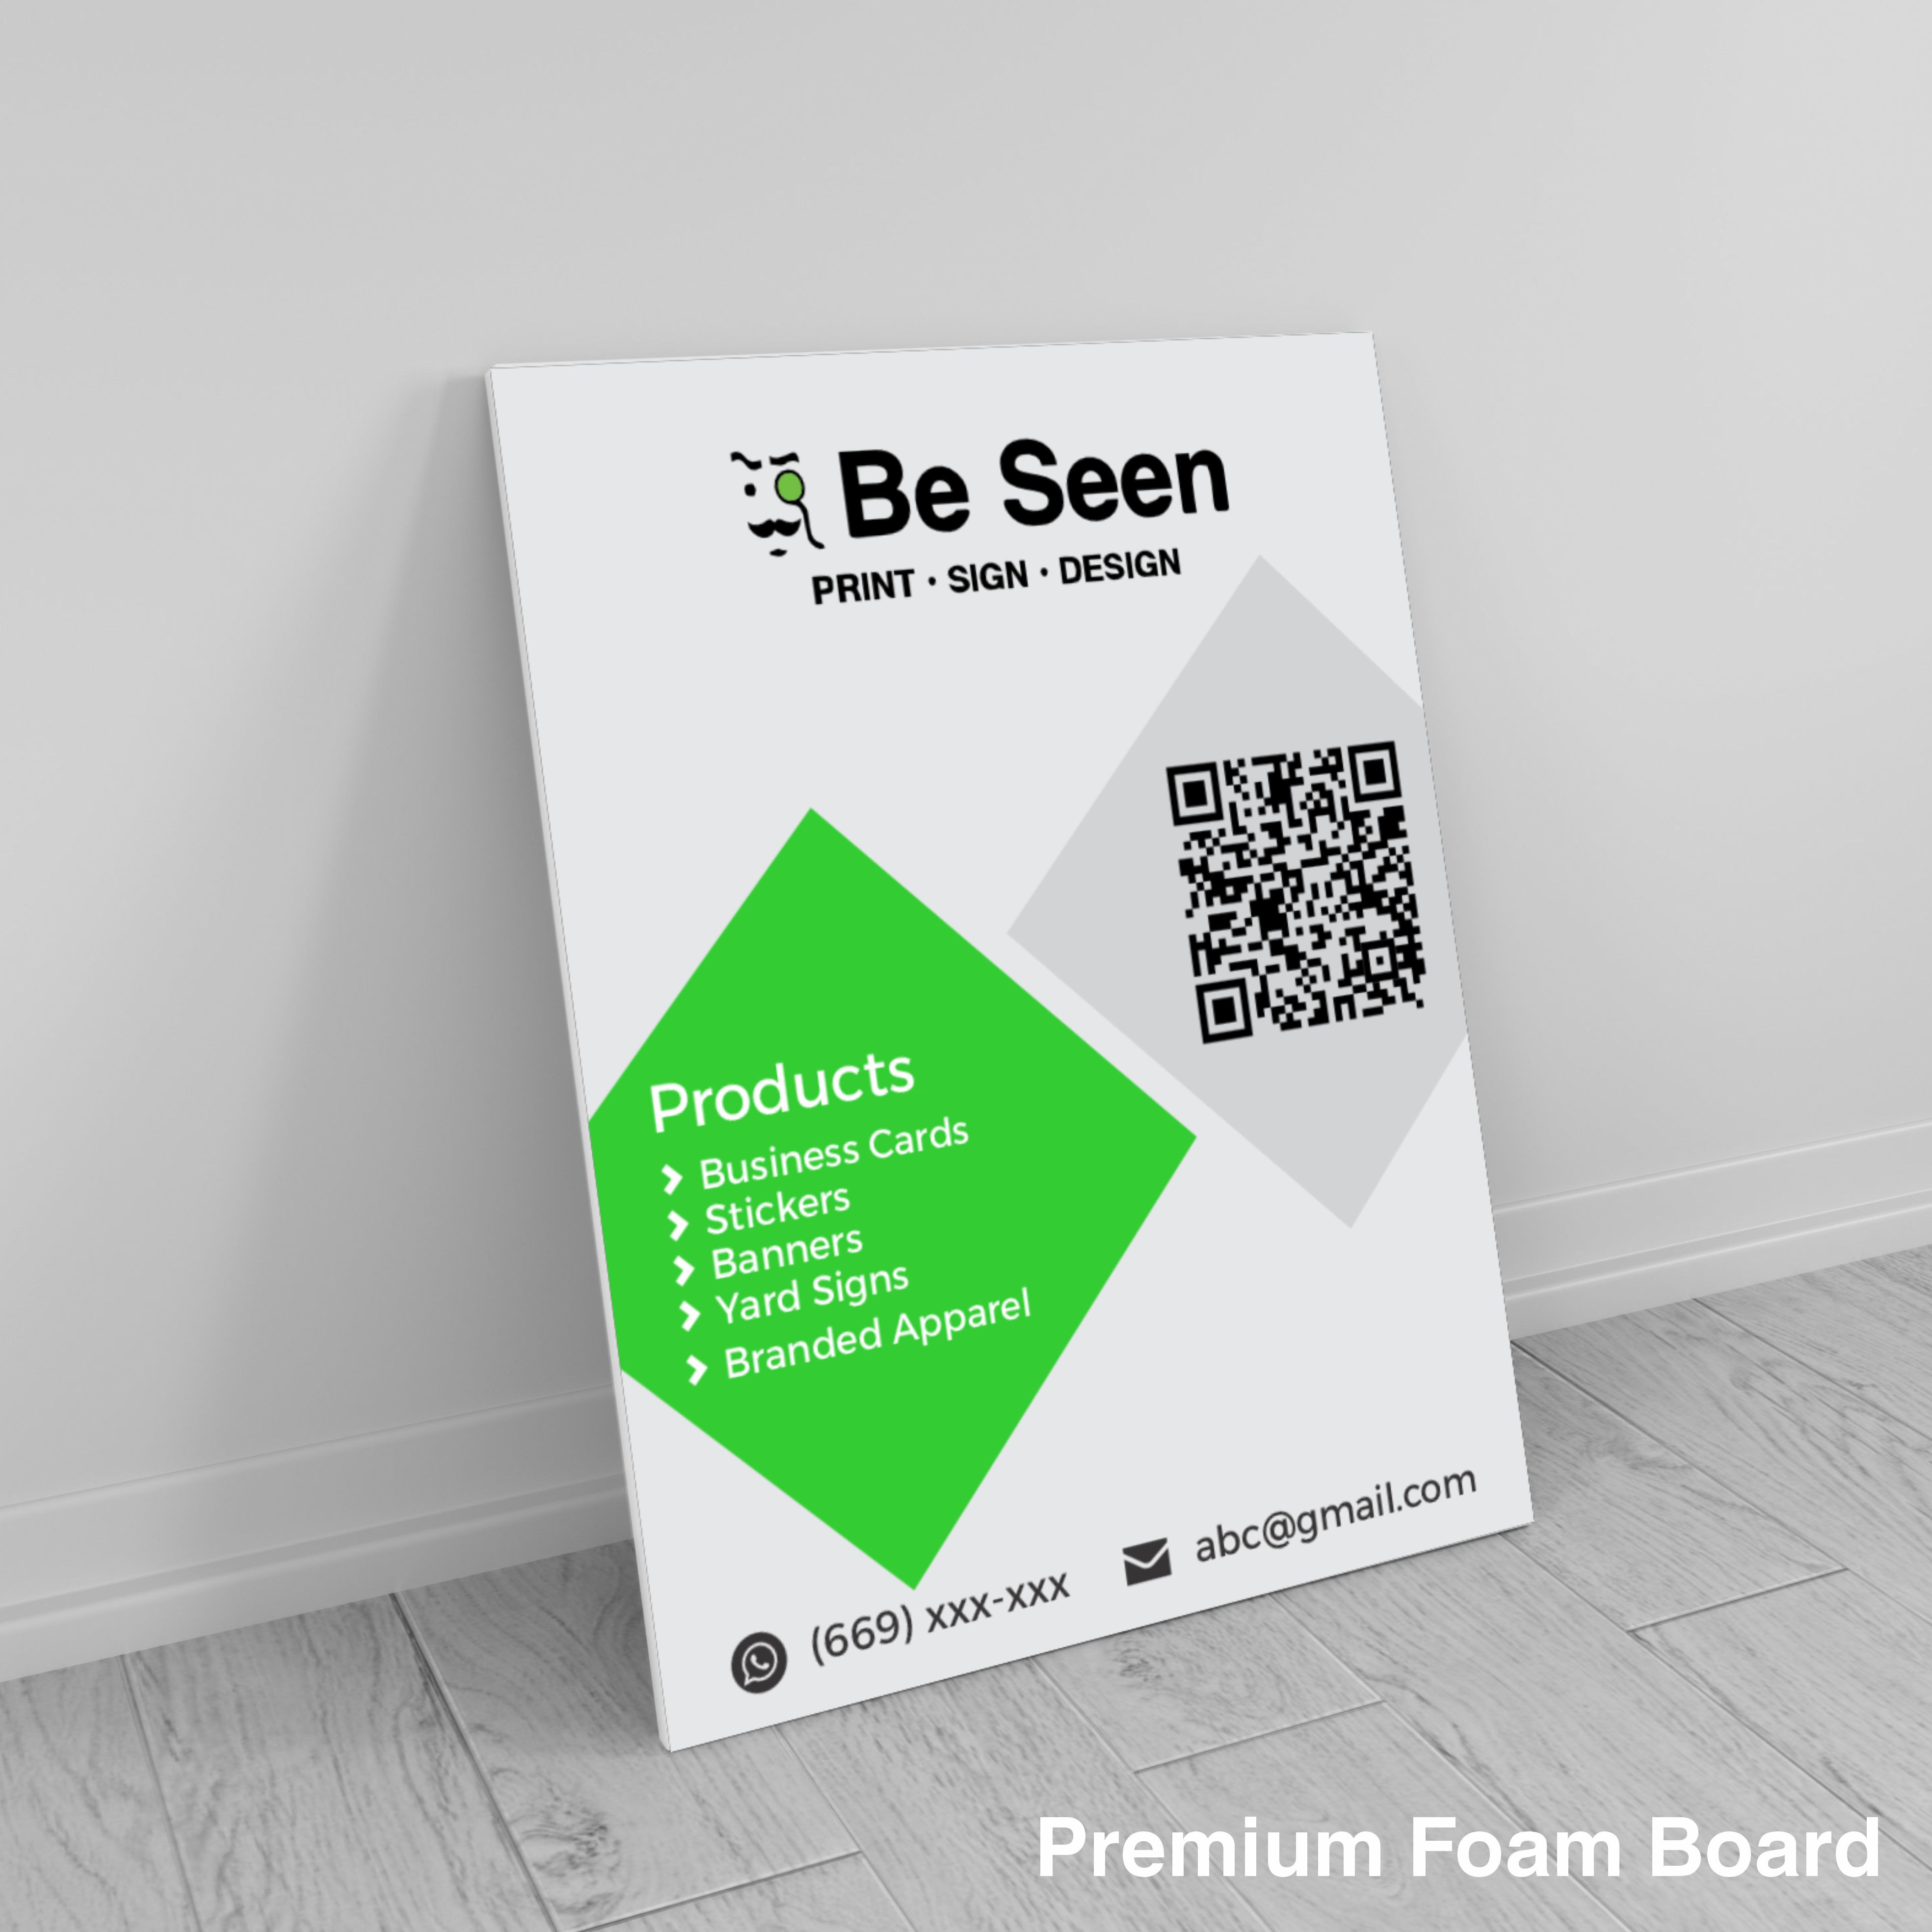 Be Seen
PRINT • SIGN • DESIGN
Products
Business Cards
Stickers
Banners
Yard Signs
Branded Apparel
(669) xxx-xxx
abc@gmail.com
Premium Foam Board